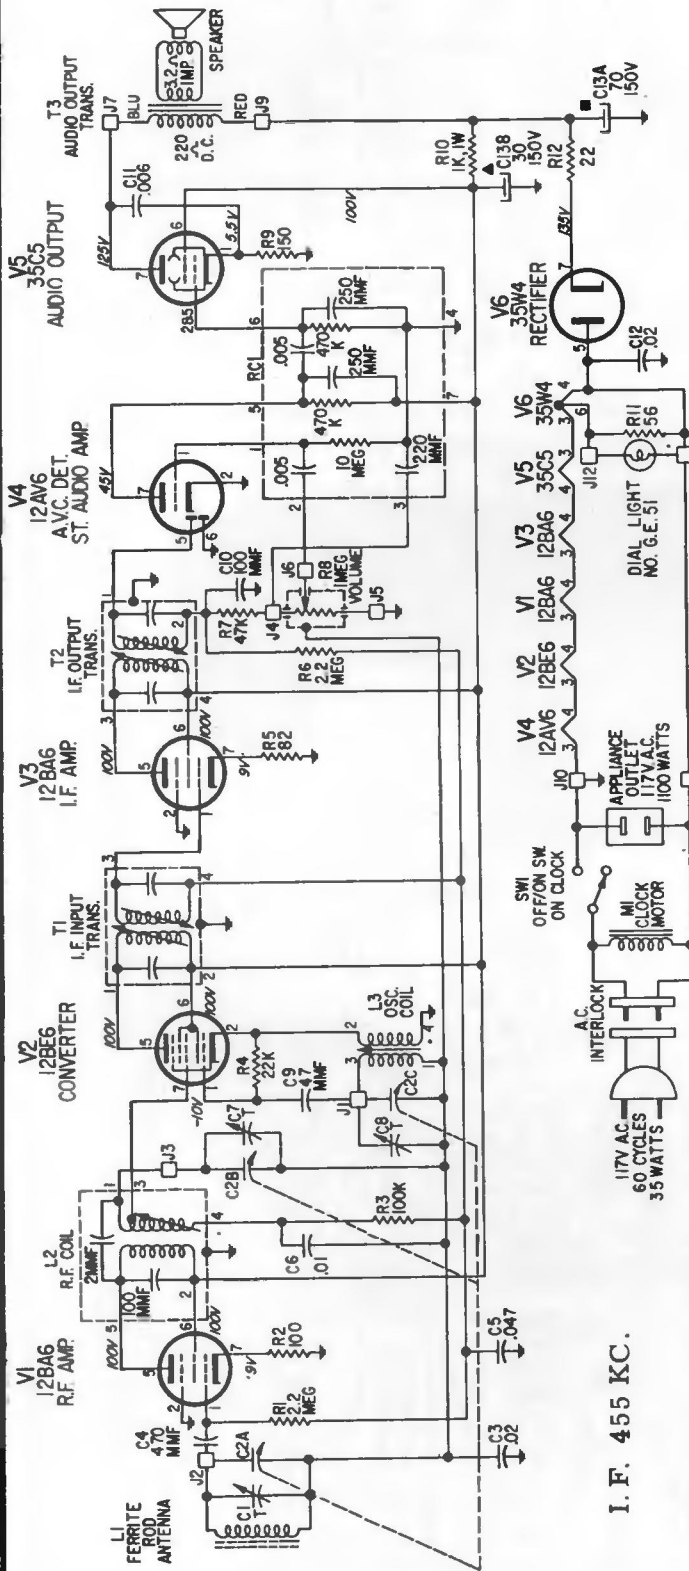 V1
12BA6
R.F. AMP.
V2
12BE6
CONVERTER
V3
12BA6
I.F. AMP.
V4
12AV6
A.V.C. DET.
ST. AUDIO AMP
V5
35C5
AUDIO OUTPUT
T3
AUDIO OUTPUT
TRANS.
L2
R.F. COIL
2MMF
100
MMF
T1
I.F. INPUT
TRANS.
T2
I.F. OUTPUT
TRANS.
J7
BLU
220
D.C.
RED
J9
3.2
IMP
SPEAKER
C11
.006
L1
FERRITE
ROD
ANTENNA
J2
C4
470
MMF
C1
T
C2A
R1
2.2
MEG
R2
100
100V
100V
.9V
C3
.02
C5
.047
C6
.01
R3
100K
J3
C2B
C7
T
-10V
R4
22K
C9
47
MMF
J1
C8
T
C2C
L3
OSC.
COIL
100V
100V
100V
100V
.9V
R5
82
R6
2.2
MEG
R7
47K
C10
100
MMF
J4
J6
R8
1MEG
VOLUME
J5
45V
RC1
.005
10
MEG
220
MMF
470
K
250
MMF
.005
470
K
250
MMF
285
125V
5.5V
R9
150
100V
R10
1K,1W
C13B
30
150V
R12
22
C13A
70
150V
135V
V6
35W4
RECTIFIER
C12
.02
V4
12AV6
V2
12BE6
V1
12BA6
V3
12BA6
V5
35C5
V6
35W4
J10
J12
R11
56
DIAL LIGHT
NO. G.E. 51
APPLIANCE
OUTLET
117V.A.C.
1100 WATTS
SW1
OFF/ON SW.
ON CLOCK
M1
CLOCK
MOTOR
A.C.
INTERLOCK
117V A.C.
60 CYCLES
35 WATTS
I. F. 455 KC.